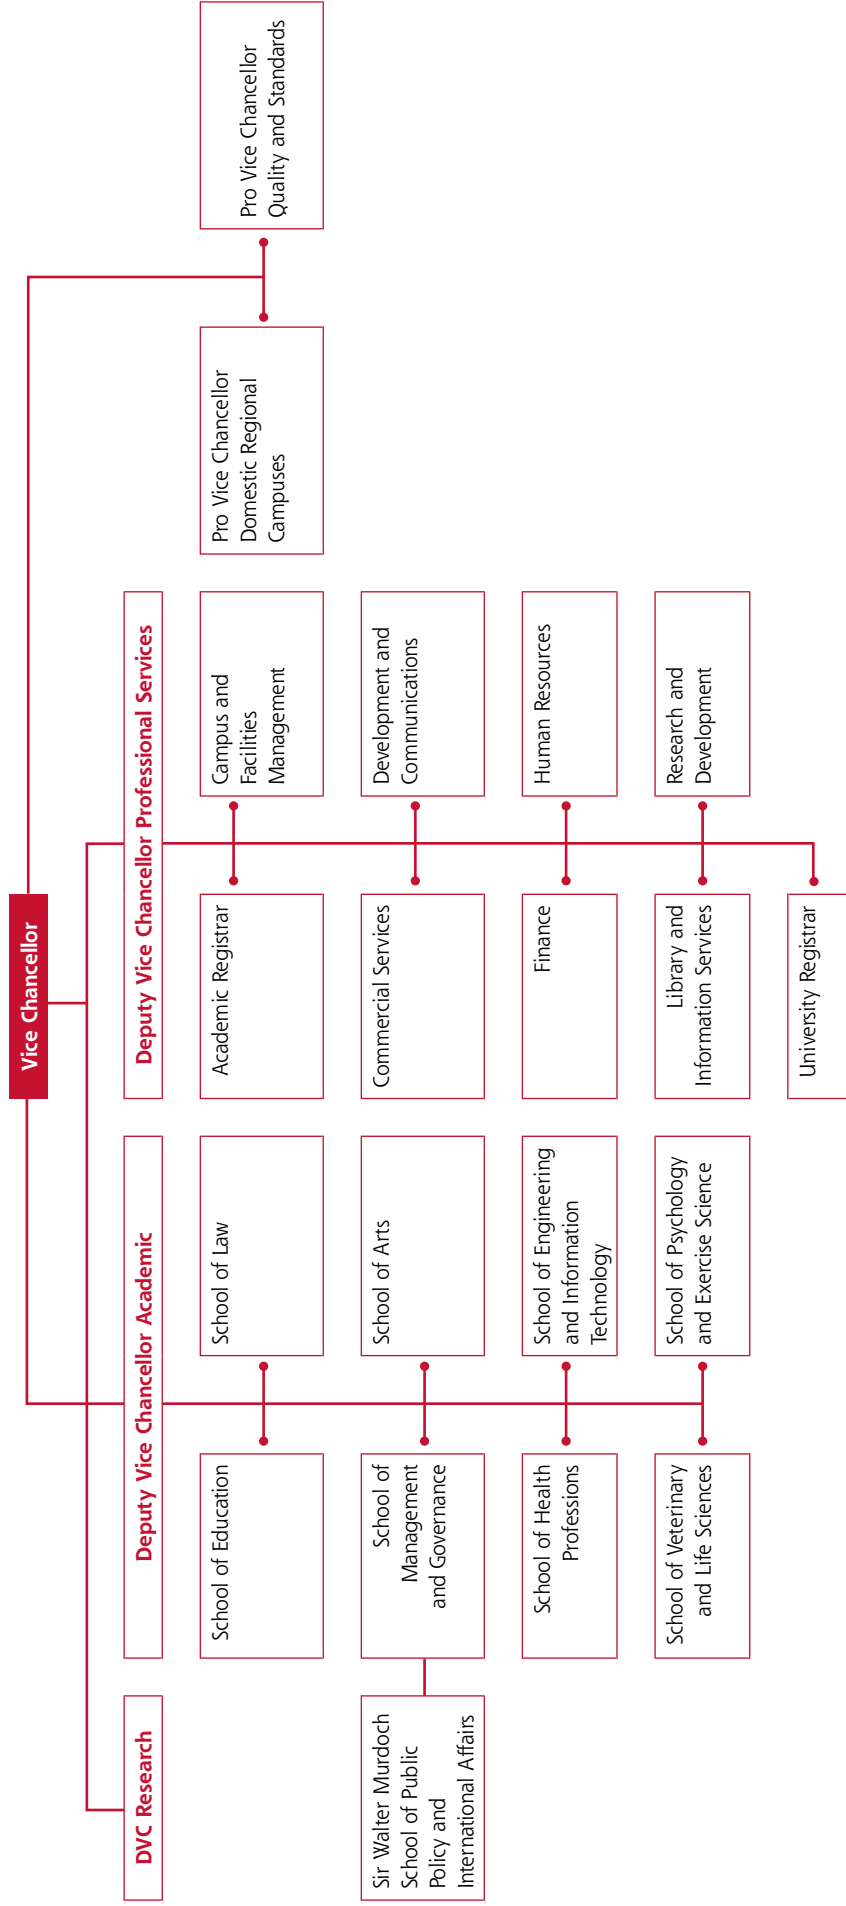 Vice Chancellor
DVC Research
Deputy Vice Chancellor Academic
Deputy Vice Chancellor Professional Services
School of Education
School of Law
Academic Registrar
Campus and
Facilities
Management
Pro Vice Chancellor
Domestic Regional
Campuses
Pro Vice Chancellor
Quality and Standards
Sir Walter Murdoch
School of Public
Policy and
International Affairs
School of
Management
and Governance
School of Arts
Commercial Services
Development and
Communications
School of Health
Professions
School of Engineering
and Information
Technology
Finance
Human Resources
School of Veterinary
and Life Sciences
School of Psychology
and Exercise Science
Library and
Information Services
Research and
Development
University Registrar